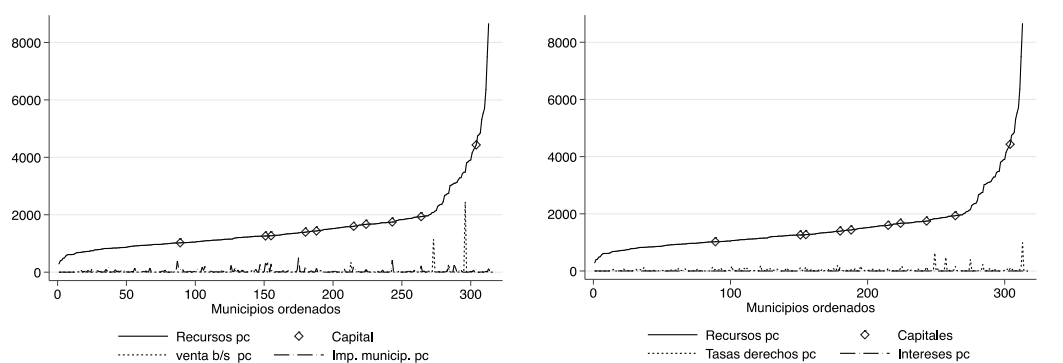 8000
6000
4000
2000
0
0 50 100 150 200 250 300
Municipios ordenados
Recursos pc Capital
venta b/s pc Imp. municip. pc
8000
6000
4000
2000
0
0 100 200 300
Municipios ordenados
Recursos pc Capitales
Tasas derechos pc Intereses pc